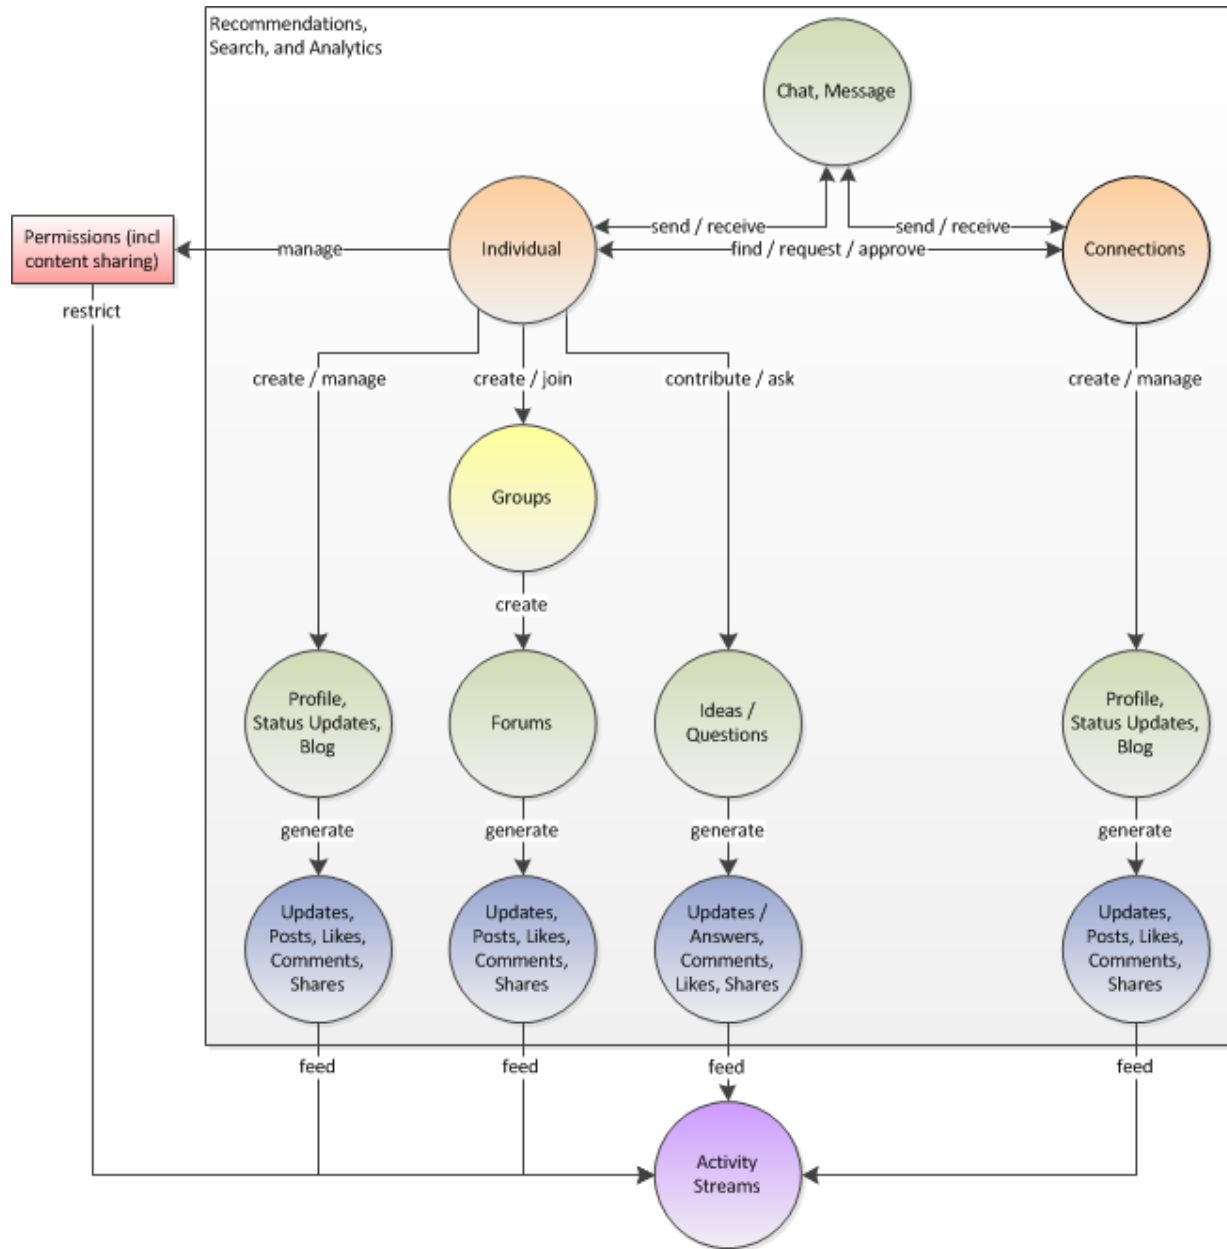 Recommendations,
Search, and Analytics
Chat, Message
Permissions (incl
content sharing)
manage
Individual
send / receive
send / receive
find / request / approve
Connections
restrict
create / manage
create / join
contribute / ask
create / manage
Groups
create
Profile,
Status Updates,
Blog
Forums
Ideas /
Questions
Profile,
Status Updates,
Blog
generate
generate
generate
generate
Updates,
Posts, Likes,
Comments,
Shares
Updates,
Posts, Likes,
Comments,
Shares
Updates /
Answers,
Comments,
Likes, Shares
Updates,
Posts, Likes,
Comments,
Shares
feed
feed
feed
feed
Activity
Streams